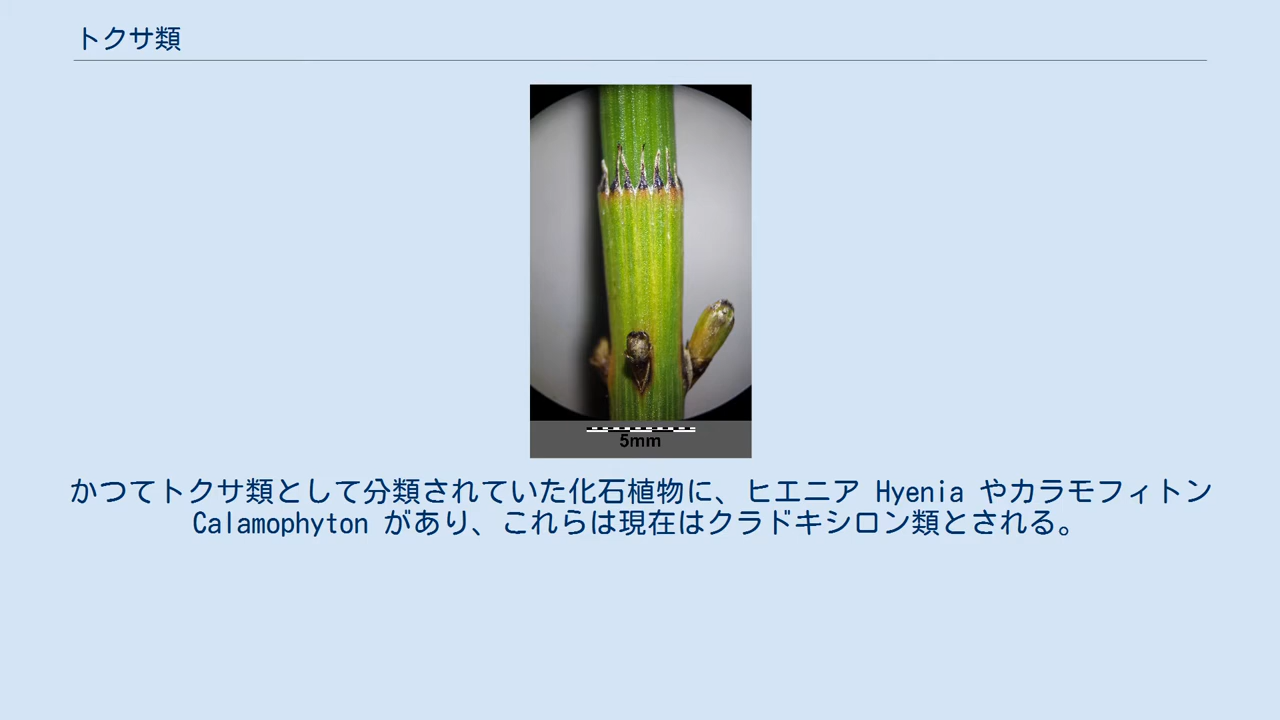 トクサ類
5mm
かつてトクサ類として分類されていた化石植物に、ヒエニア Hyenia やカラモフィトン
Calamophyton があり、これらは現在はクラドキシロン類とされる。